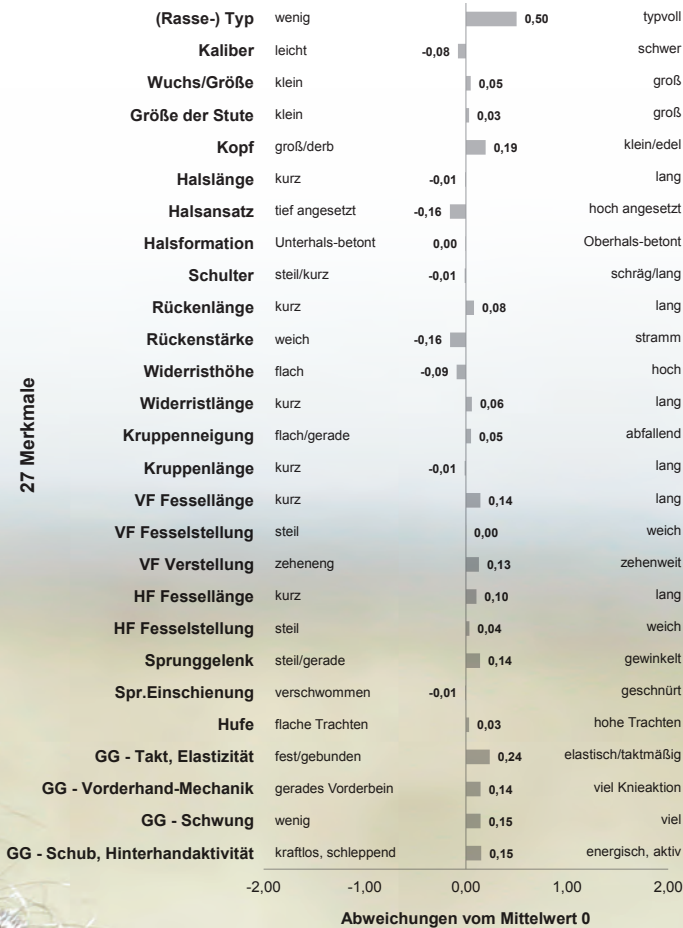 (Rasse-) Typ wenig 0,50 typvoll
Kaliber leicht -0,08 schwer
Wuchs/Größe klein 0,05 groß
Größe der Stute klein 0,03 groß
Kopf groß/derb 0,19 klein/edel
Halslänge kurz -0,01 lang
Halsansatz tief angesetzt -0,16 hoch angesetzt
Halsformation Unterhals-betont 0,00 Oberhals-betont
Schulter steil/kurz -0,01 schräg/lang
Rückenlänge kurz 0,08 lang
Rückenstärke weich -0,16 stramm
Widerristhöhe flach -0,09 hoch
Widerristlänge kurz 0,06 lang
Kruppenneigung flach/gerade 0,05 abfallend
Kruppenlänge kurz -0,01 lang
VF Fessellänge kurz 0,14 lang
VF Fesselstellung steil 0,00 weich
VF Verstellung zeheneng 0,13 zehenweit
HF Fessellänge kurz 0,10 lang
HF Fesselstellung steil 0,04 weich
Sprunggelenk steil/gerade 0,14 gewinkelt
Spr.Einschienung verschwommen -0,01 geschnürt
Hufe flache Trachten 0,03 hohe Trachten
GG - Takt, Elastizität fest/gebunden 0,24 elastisch/taktmäßig
GG - Vorderhand-Mechanik gerades Vorderbein 0,14 viel Knieaktion
GG - Schwung wenig 0,15 viel
GG - Schub, Hinterhandaktivität kraftlos, schleppend 0,15 energisch, aktiv
27 Merkmale
-2,00 -1,00 0,00 1,00 2,00
Abweichungen vom Mittelwert 0